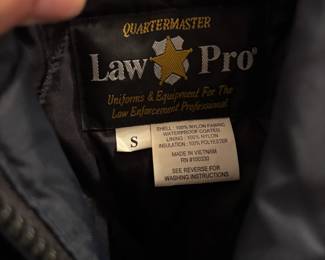 QUARTERMASTER
Law Pro®
Uniforms & Equipment For The
Law Enforcement Professional
S
SHELL : 100% NYLON FABRIC
WATERPROOF COATED
LINING : 100% NYLON
INSULATION : 100% POLYESTER
MADE IN VIETNAM
RN #100330
SEE REVERSE FOR
WASHING INSTRUCTIONS.